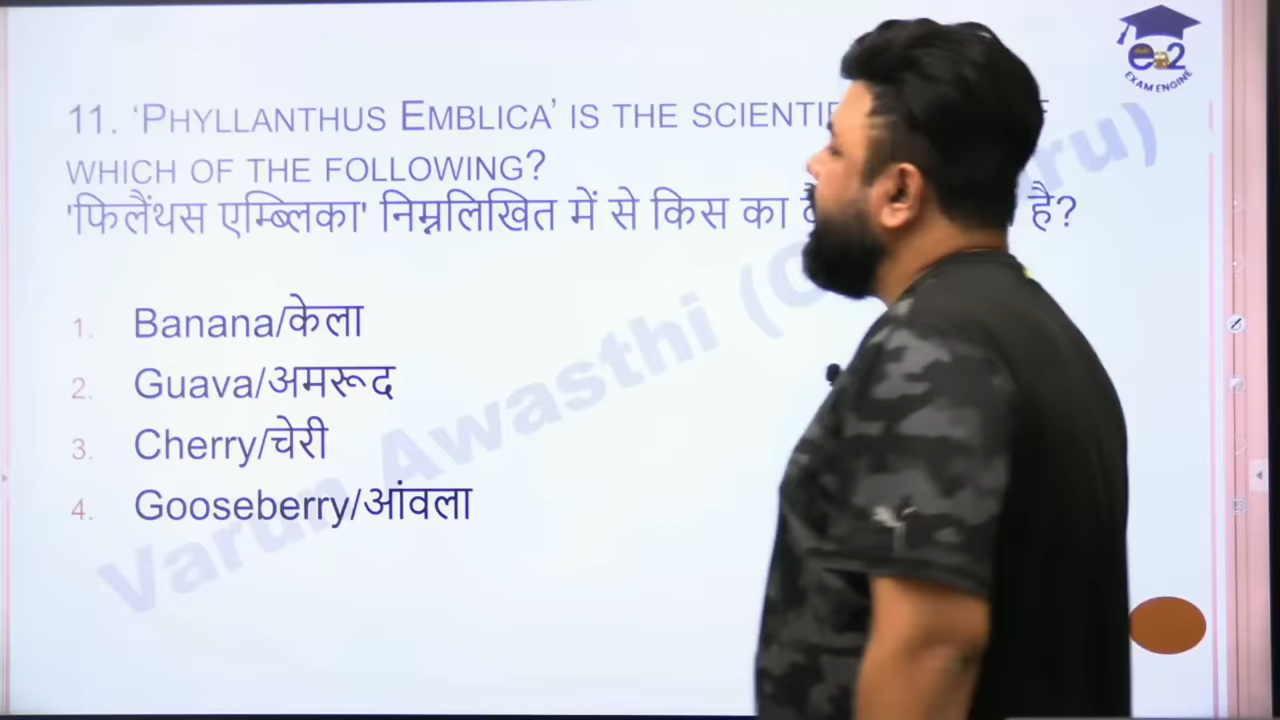 11. ‘PHYLLANTHUS EMBLICA’ IS THE
WHICH OF THE FOLLOWING?
'फिलैंथस एम्ब्लिका' निम्नलिखित में से किस का है?
1. Banana/केला
2. Guava/अमरूद
3. Cherry/चेरी
4. Gooseberry/आंवला
Varun Awasthi
e2
EXAM ENGINE